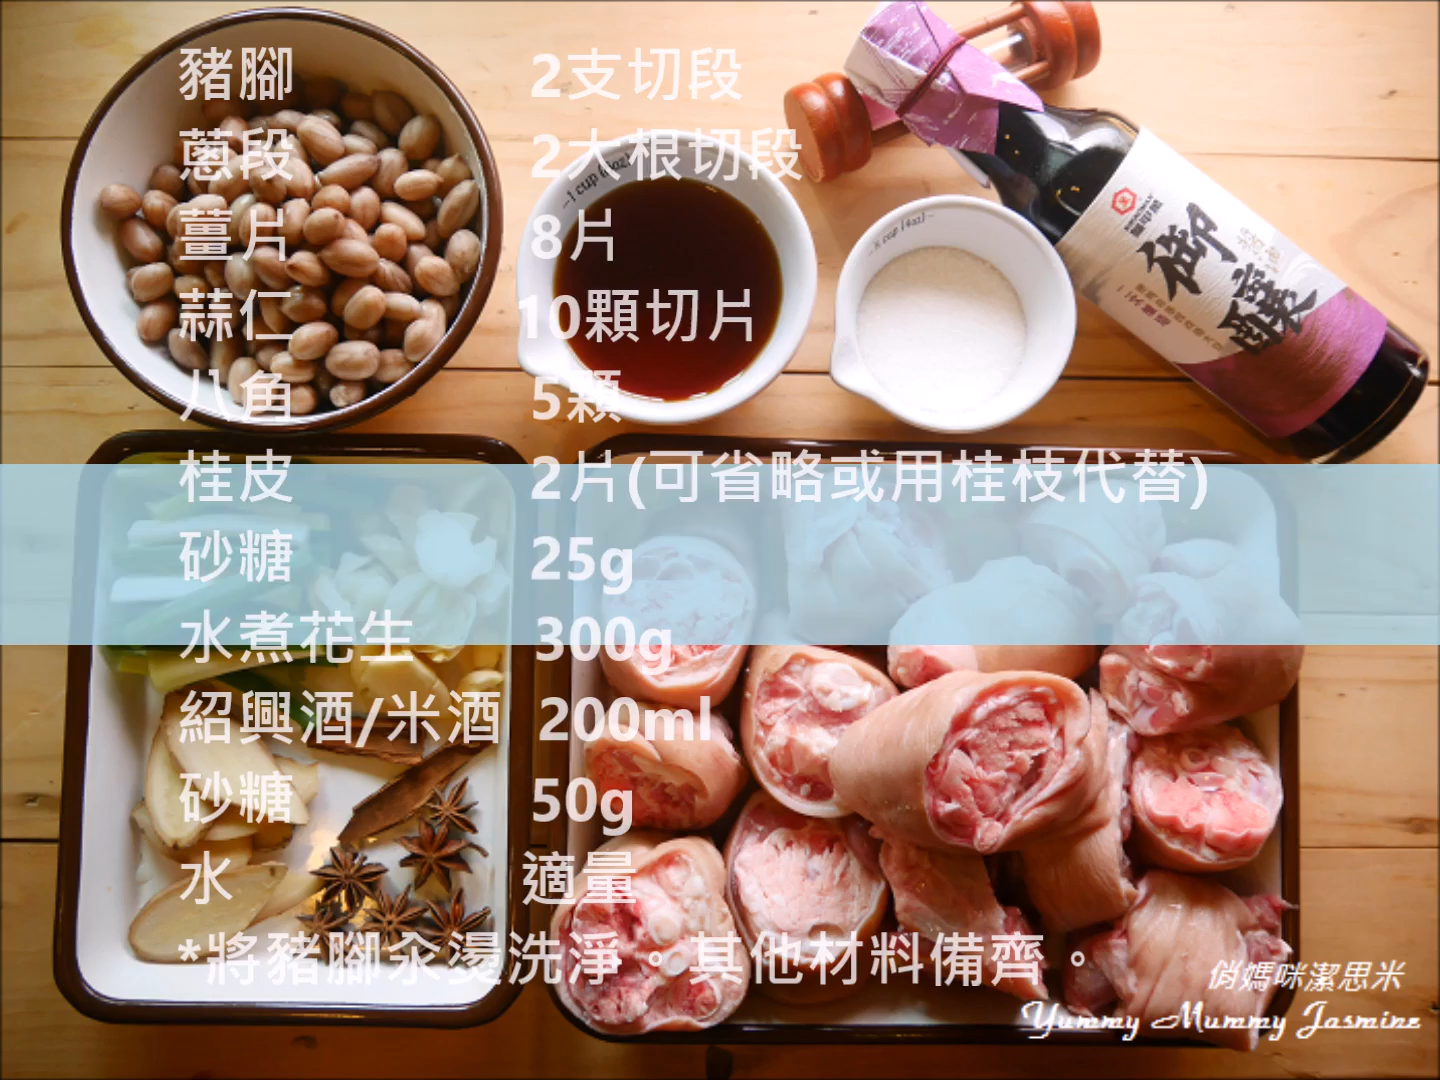 豬腳 2支切段
蔥段 2大根切段
薑片 8片
蒜仁 10顆切片
八角 5顆
桂皮 2片(可省略或用桂枝代替)
砂糖 25g
水煮花生 300g
紹興酒/米酒 200ml
砂糖 50g
水 適量
*將豬腳汆燙洗淨。其他材料備齊。
俏媽咪潔思米
Yummy Mummy Jasmine
御釀